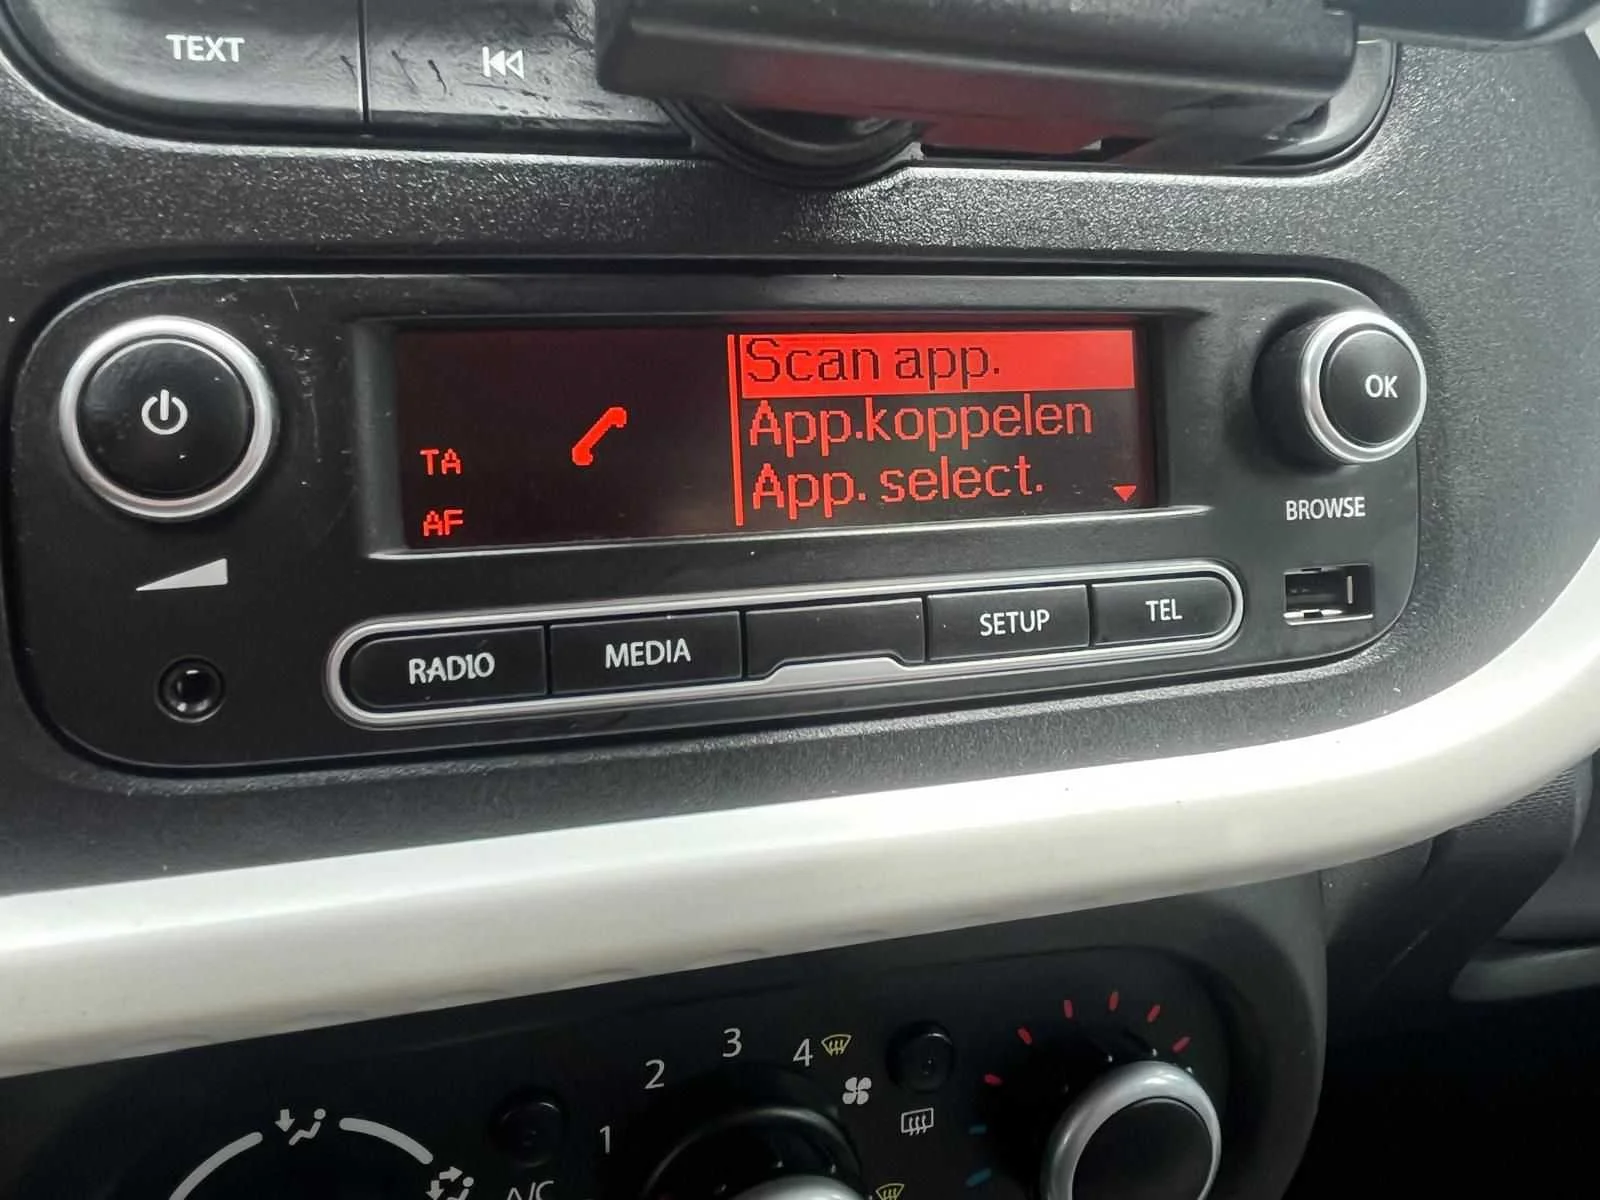 TEXT
Scan app.
App.koppelen
App. select.
TA
AF
OK
BROWSE
RADIO
MEDIA
SETUP
TEL
1
2
3
4
A/C